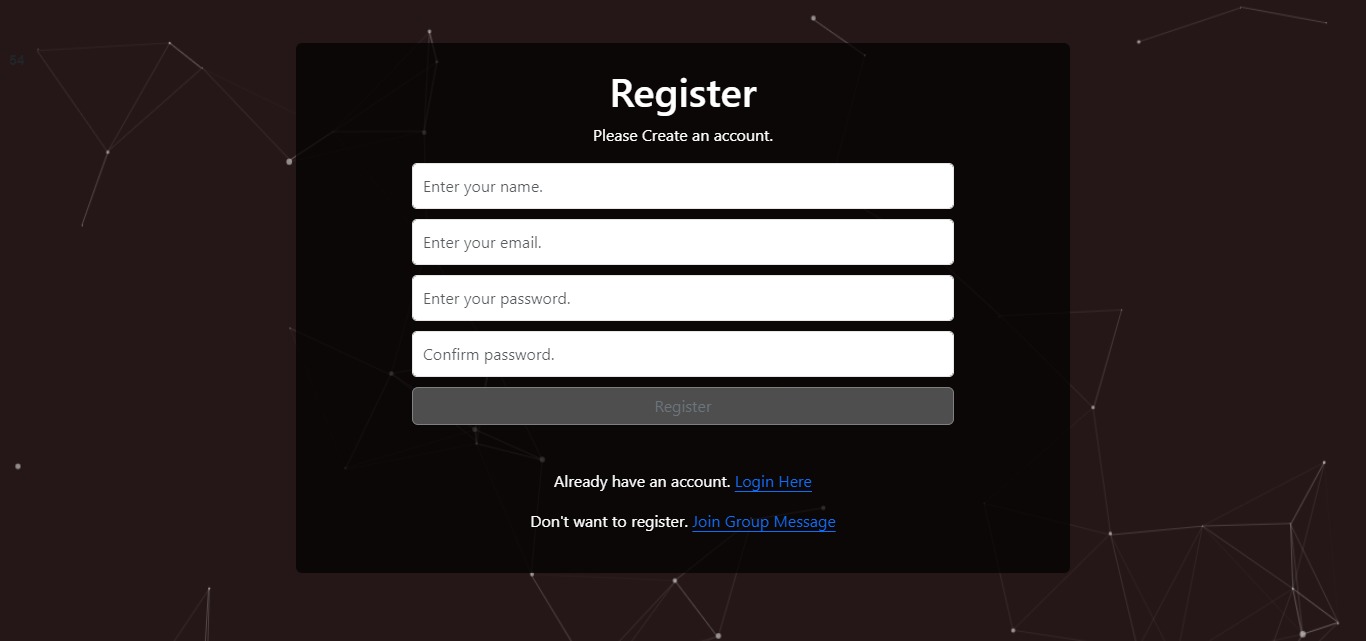 54
Register
Please Create an account.
Enter your name.
Enter your email.
Enter your password.
Confirm password.
Register
Already have an account. Login Here
Don't want to register. Join Group Message